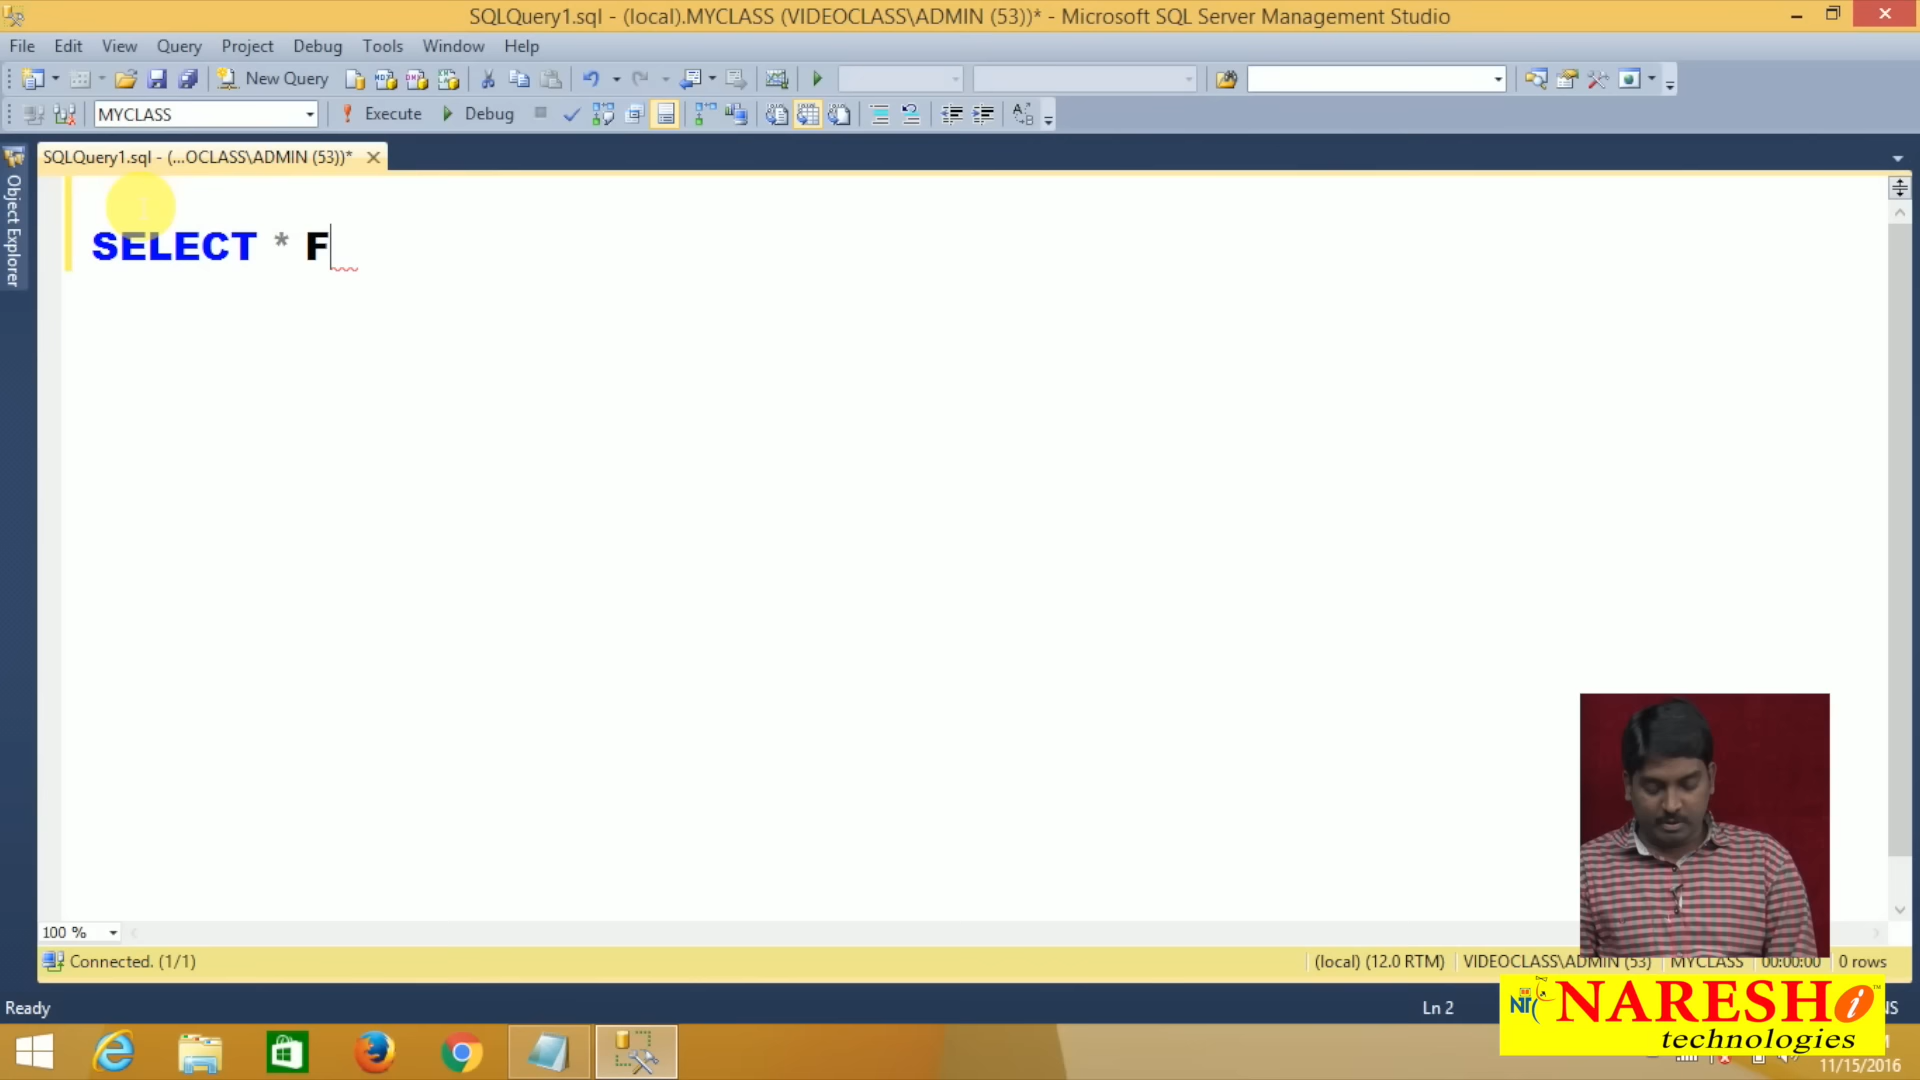 SQLQuery1.sql - (local).MYCLASS (VIDEOCLASS\ADMIN (53))* - Microsoft SQL Server Management Studio
File Edit View Query Project Debug Tools Window Help
New Query
MYCLASS Execute Debug
SQLQuery1.sql - (...OCLASS\ADMIN (53))*
Object Explorer
SELECT * F
100 %
Connected. (1/1) (local) (12.0 RTM) VIDEOCLASS\ADMIN (53) MYCLASS 00:00:00 0 rows
Ready Ln 2
NARESH i
technologies
11/15/2016